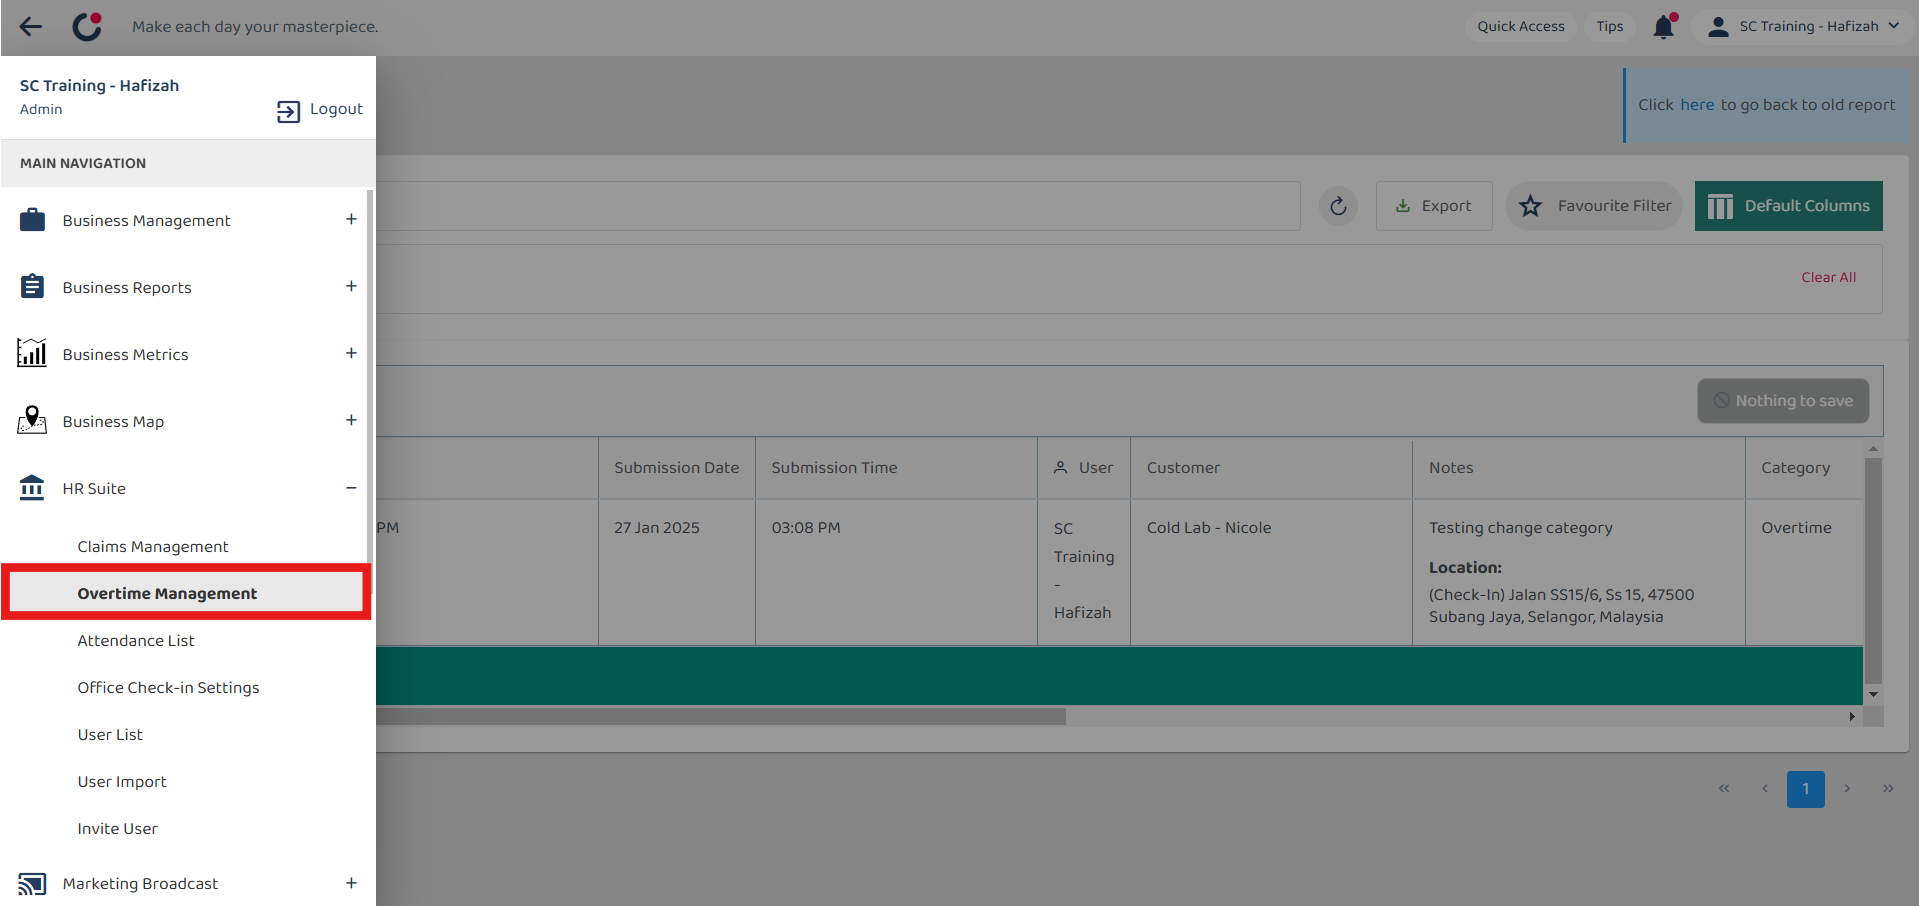 Make each day your masterpiece.
Quick Access
Tips
SC Training - Hafizah
SC Training - Hafizah
Admin
Logout
MAIN NAVIGATION
Business Management
Business Reports
Business Metrics
Business Map
HR Suite
Claims Management
Overtime Management
Attendance List
Office Check-in Settings
User List
User Import
Invite User
Marketing Broadcast
Click here to go back to old report
Export
Favourite Filter
Default Columns
Clear All
Nothing to save
Submission Date
Submission Time
User
Customer
Notes
Category
PM
27 Jan 2025
03:08 PM
SC
Training
-
Hafizah
Cold Lab - Nicole
Testing change category
Location:
(Check-In) Jalan SS15/6, Ss 15, 47500
Subang Jaya, Selangor, Malaysia
Overtime
« ‹ 1 › »